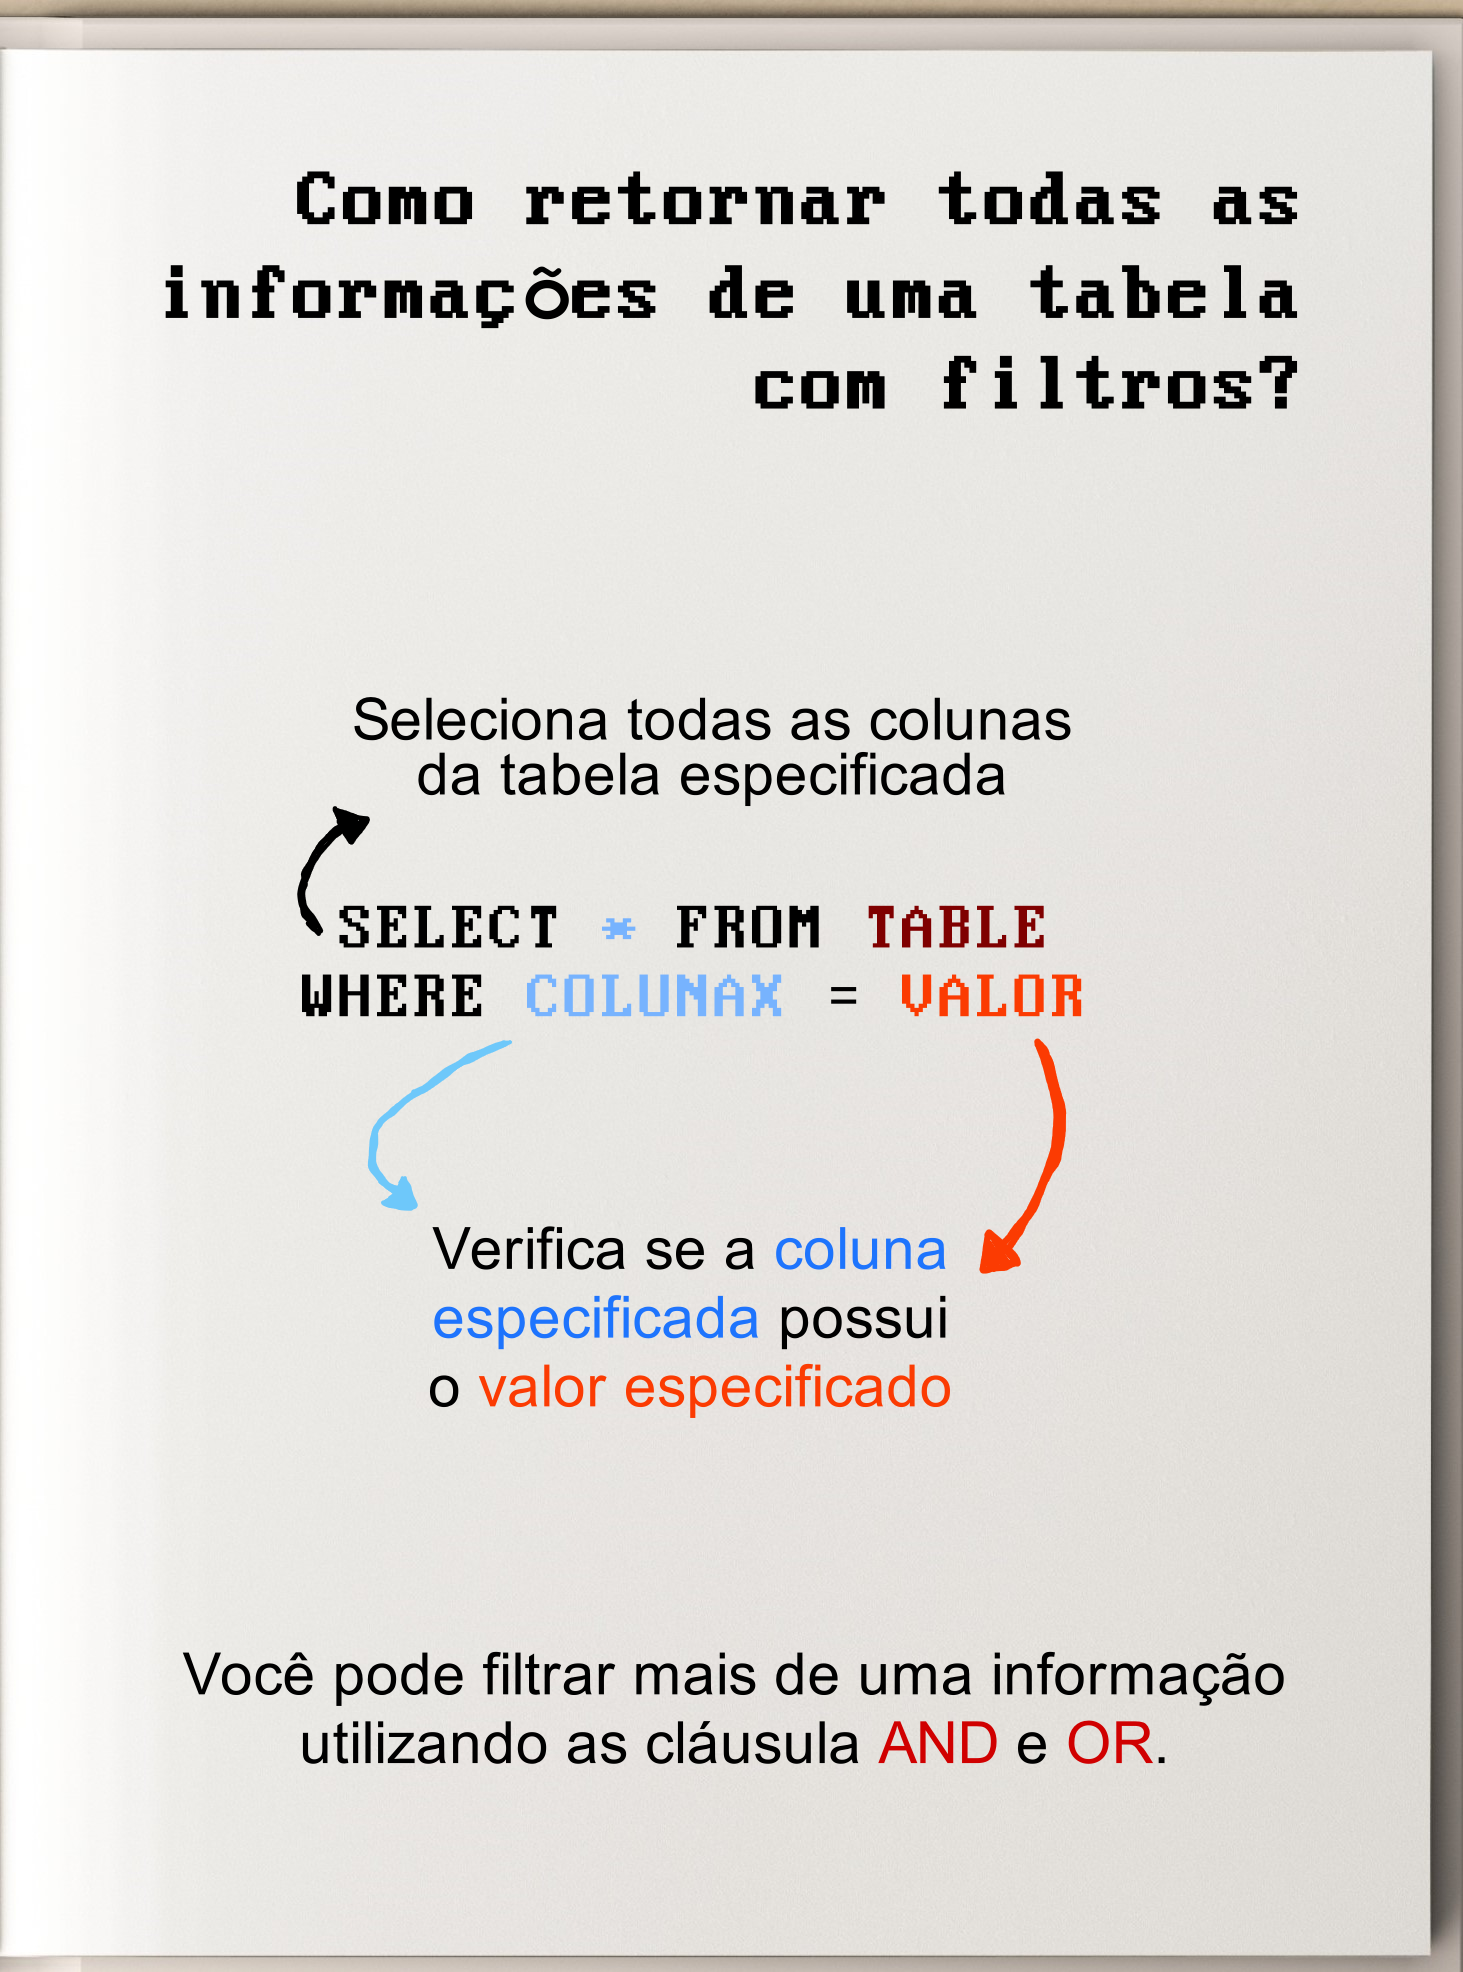 Como retornar todas as
informações de uma tabela
com filtros?
Seleciona todas as colunas
da tabela especificada
SELECT * FROM TABLE
WHERE COLUNAX = VALOR
Verifica se a coluna
especificada possui
o valor especificado
Você pode filtrar mais de uma informação
utilizando as cláusula AND e OR.